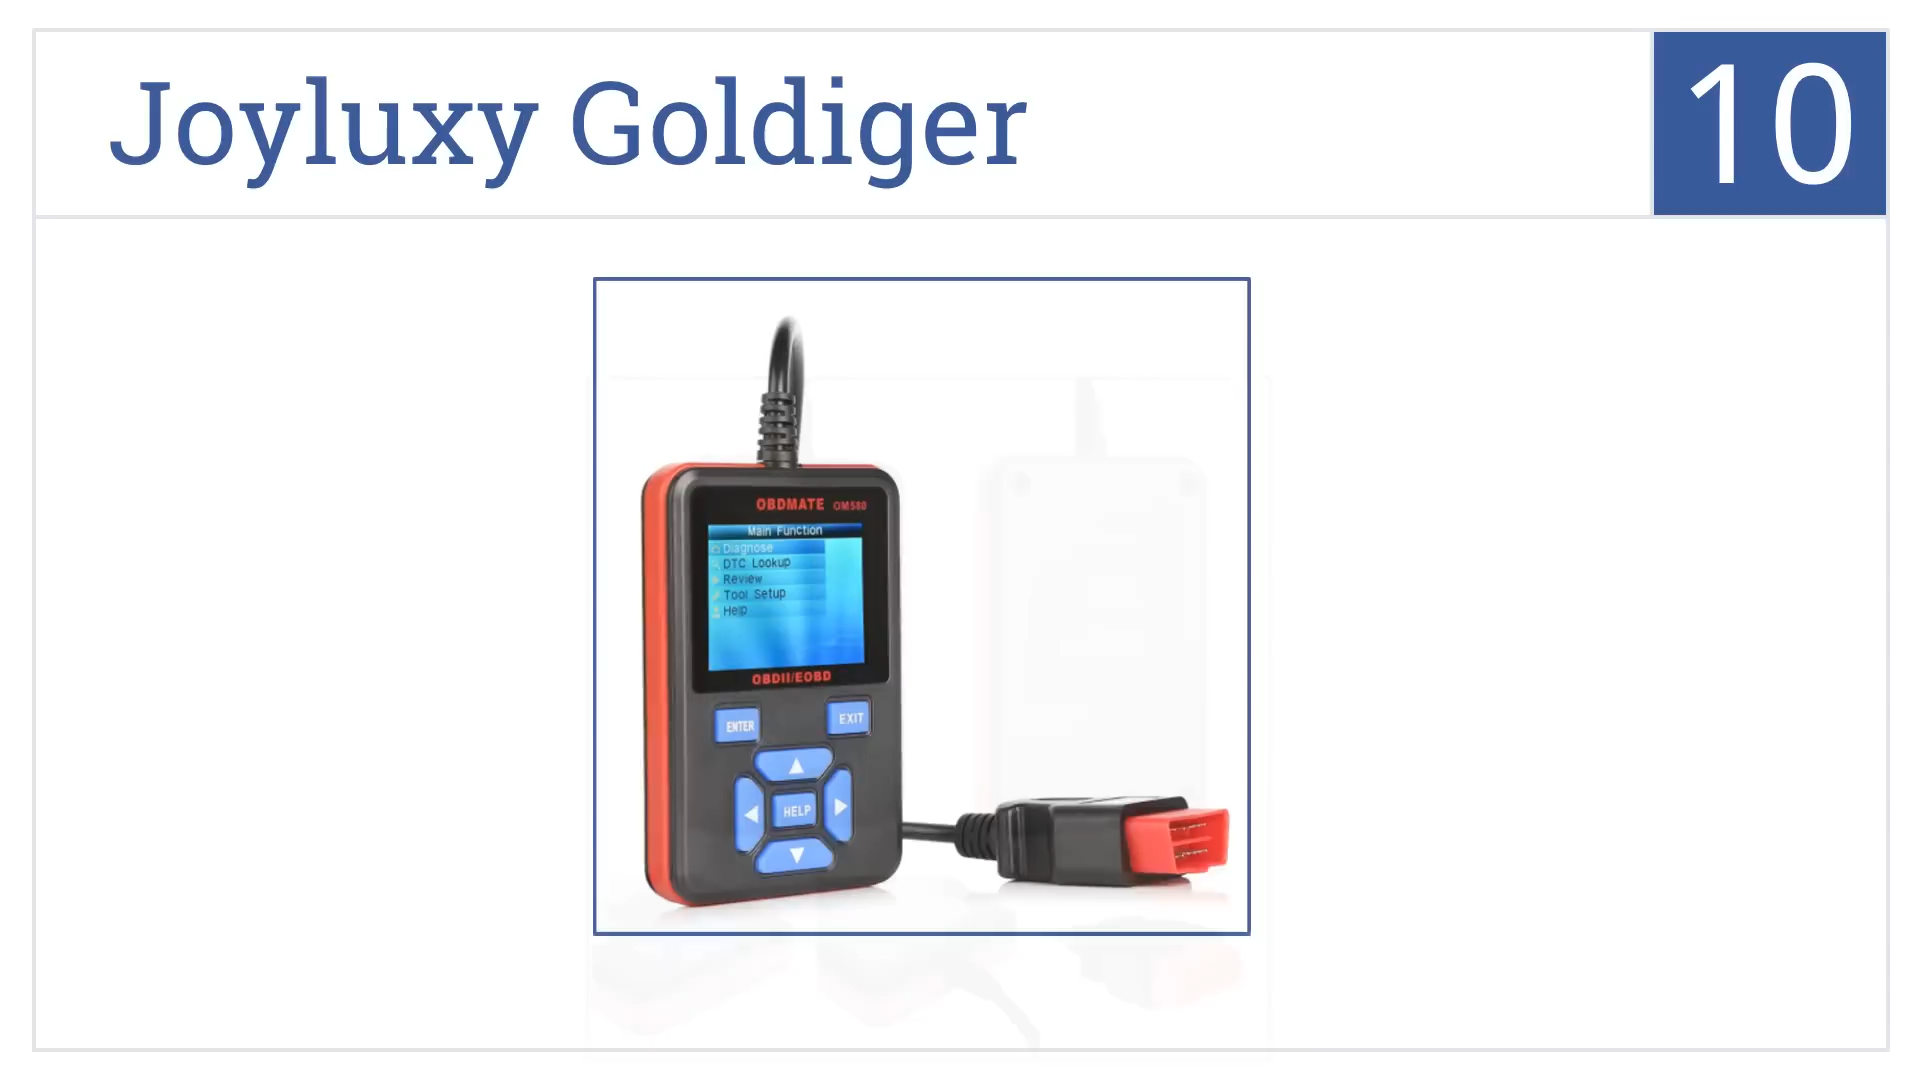 Joyluxy Goldiger
10
OBDMATE OM580
Main Function
Diagnose
DTC Lookup
Review
Tool Setup
Help
OBDII/EOBD
ENTER
EXIT
HELP